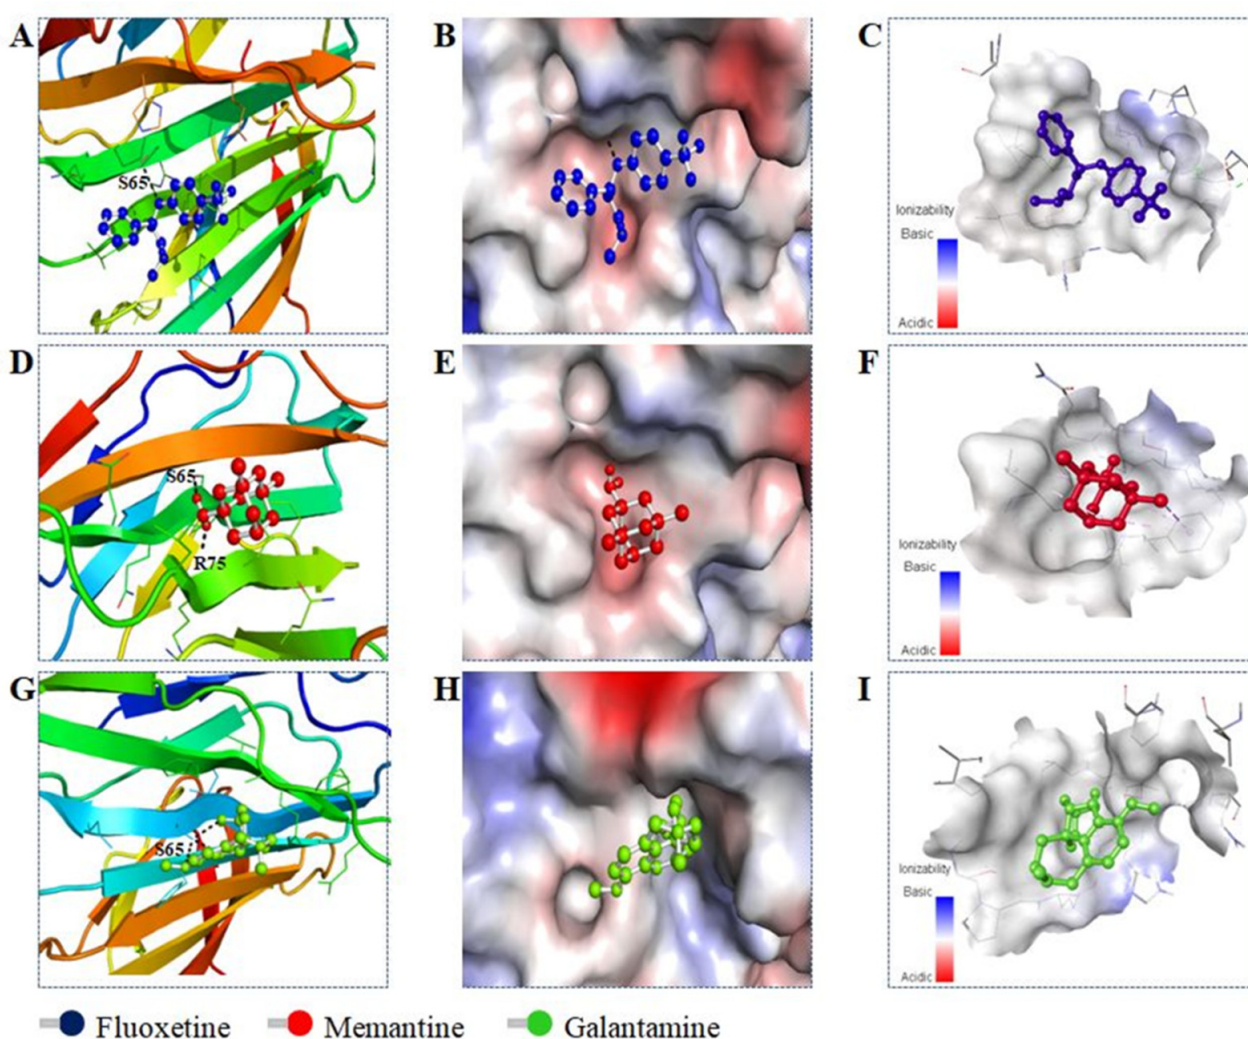 A
B
C
S65
Ionizability
Basic
Acidic
D
E
F
S65
R75
Ionizability
Basic
Acidic
G
H
I
S65
Ionizability
Basic
Acidic
Fluoxetine Memantine Galantamine